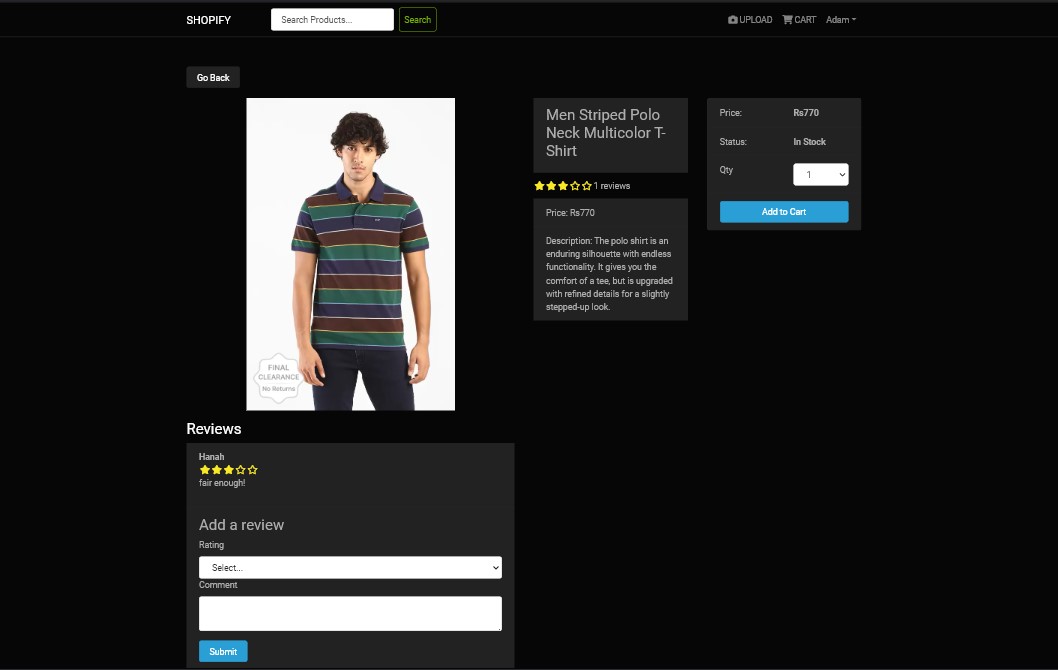 SHOPIFY
Search Products...
Search
UPLOAD
CART
Adam
Go Back
FINAL
CLEARANCE
No Returns
Men Striped Polo
Neck Multicolor T-
Shirt
1 reviews
Price: Rs770
Description: The polo shirt is an
enduring silhouette with endless
functionality. It gives you the
comfort of a tee, but is upgraded
with refined details for a slightly
stepped-up look.
Price: Rs770
Status: In Stock
Qty 1
Add to Cart
Reviews
Hanah
fair enough!
Add a review
Rating
Select...
Comment
Submit